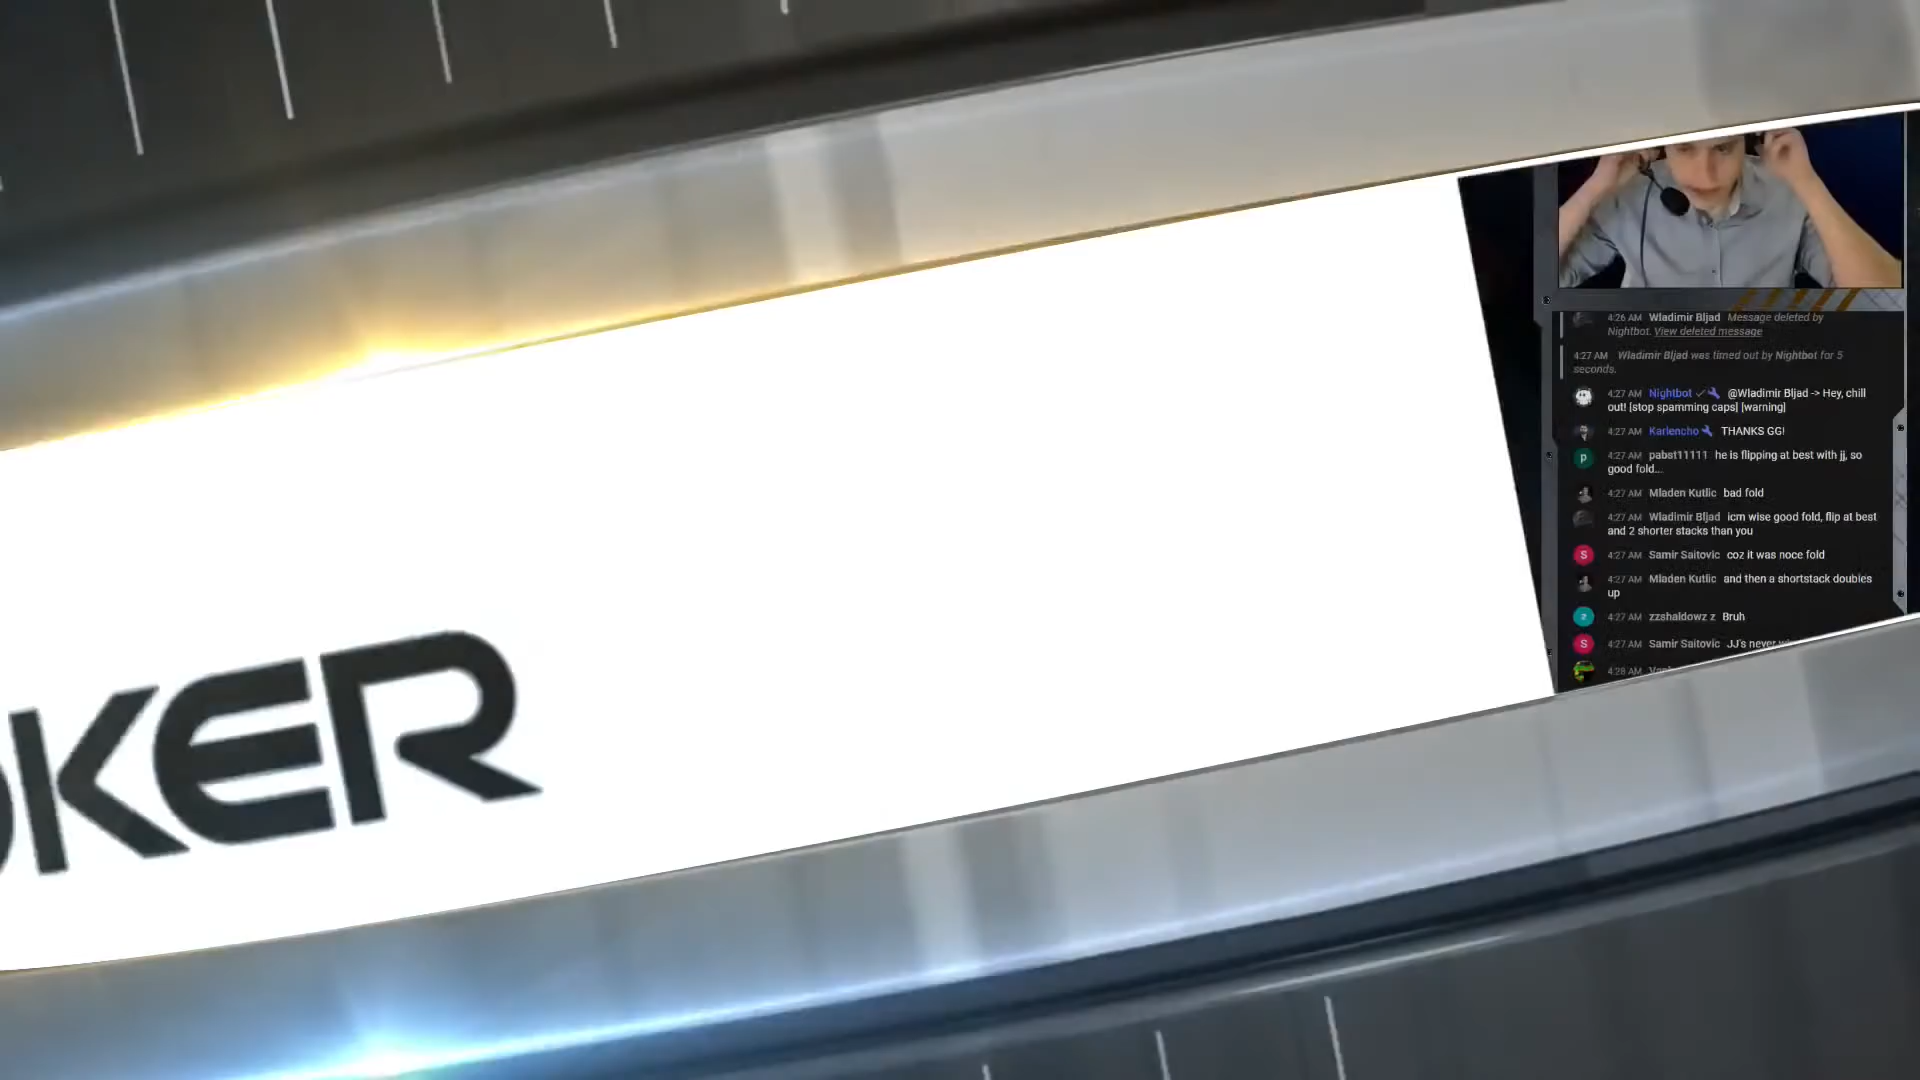 4:26 AM Wladimir Bljad Message deleted by
Nightbot. View deleted message
4:27 AM Wladimir Bljad was timed out by Nightbot for 5
seconds.
4:27 AM Nightbot @Wladimir Bljad -> Hey, chill
out! [stop spamming caps] [warning]
4:27 AM Karlencho THANKS GG!
P 4:27 AM pabst11111 he is flipping at best with jj, so
good fold...
4:27 AM Mladen Kutlic bad fold
4:27 AM Wladimir Bljad icm wise good fold, flip at best
and 2 shorter stacks than you
S 4:27 AM Samir Saitovic coz it was noce fold
4:27 AM Mladen Kutlic and then a shortstack doubles
up
z 4:27 AM zzshaldowz z Bruh
S 4:27 AM Samir Saitovic JJ's never
4:28 AM
OKER